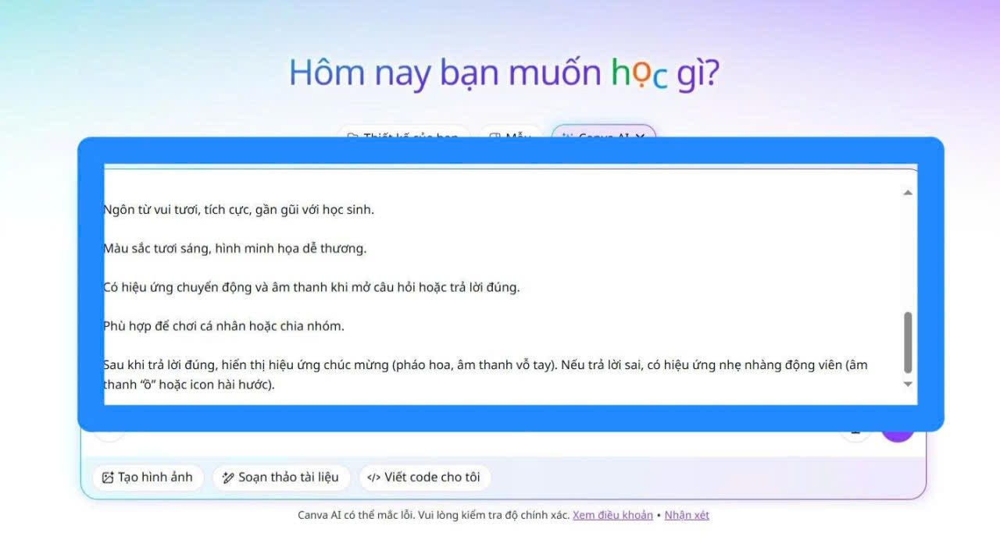 Hôm nay bạn muốn học gì?
Thiết kế của bạn
Mẫu
Canva AI
Ngôn từ vui tươi, tích cực, gần gũi với học sinh.
Màu sắc tươi sáng, hình minh họa dễ thương.
Có hiệu ứng chuyển động và âm thanh khi mở câu hỏi hoặc trả lời đúng.
Phù hợp để chơi cá nhân hoặc chia nhóm.
Sau khi trả lời đúng, hiển thị hiệu ứng chúc mừng (pháo hoa, âm thanh vỗ tay). Nếu trả lời sai, có hiệu ứng nhẹ nhàng động viên (âm
thanh “ồ” hoặc icon hài hước).
Tạo hình ảnh
Soạn thảo tài liệu
</> Viết code cho tôi
Canva AI có thể mắc lỗi. Vui lòng kiểm tra độ chính xác. Xem điều khoản • Nhận xét